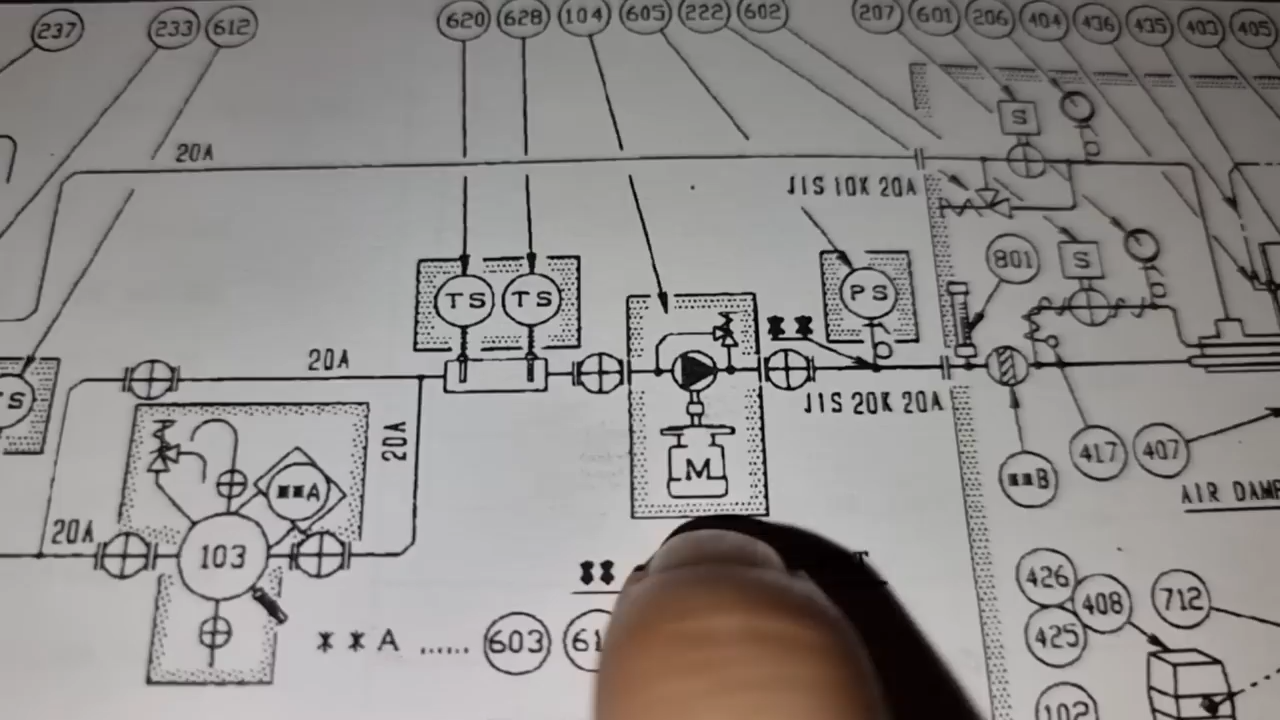 237 233 612 620 628 104 605 222 602 207 601 206 404 436 435 403 405
S
20A
JIS 10K 20A
S
801
TS TS PS
20A
JIS 20K 20A
20A
M
417 407
**A
**B
AIR
20A
103
426
408 712
425
**A ...... 603
102